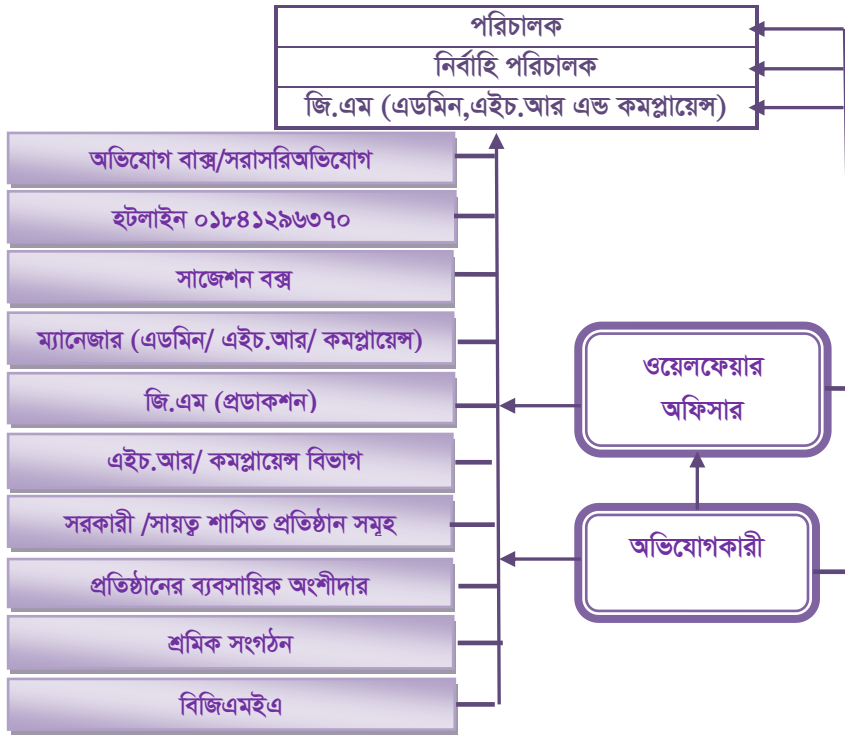 পরিচালক
নির্বাহি পরিচালক
জি.এম (এডমিন,এইচ.আর এন্ড কমপ্লায়েন্স)
অভিযোগ বাক্স/সরাসরিঅভিযোগ
হটলাইন ০১৮৪১২৯৬৩৭০
সাজেশন বক্স
ম্যানেজার (এডমিন/ এইচ.আর/ কমপ্লায়েন্স)
জি.এম (প্রডাকশন)
এইচ.আর/ কমপ্লায়েন্স বিভাগ
সরকারী /সায়ত্ব শাসিত প্রতিষ্ঠান সমূহ
প্রতিষ্ঠানের ব্যবসায়িক অংশীদার
শ্রমিক সংগঠন
বিজিএমইএ
ওয়েলফেয়ার
অফিসার
অভিযোগকারী